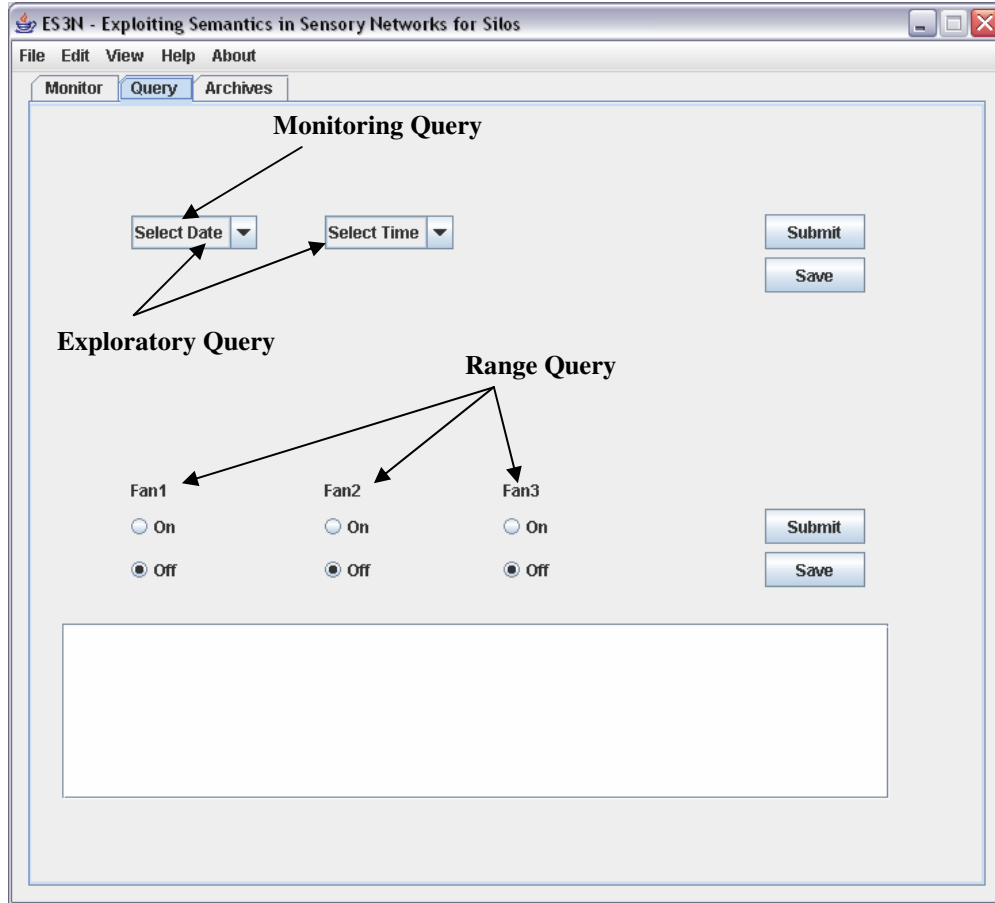 ES3N - Exploiting Semantics in Sensory Networks for Silos
File Edit View Help About
Monitor Query Archives
Monitoring Query
Select Date Select Time Submit
Save
Exploratory Query
Range Query
Fan1 Fan2 Fan3
On On On Submit
Off Off Off Save